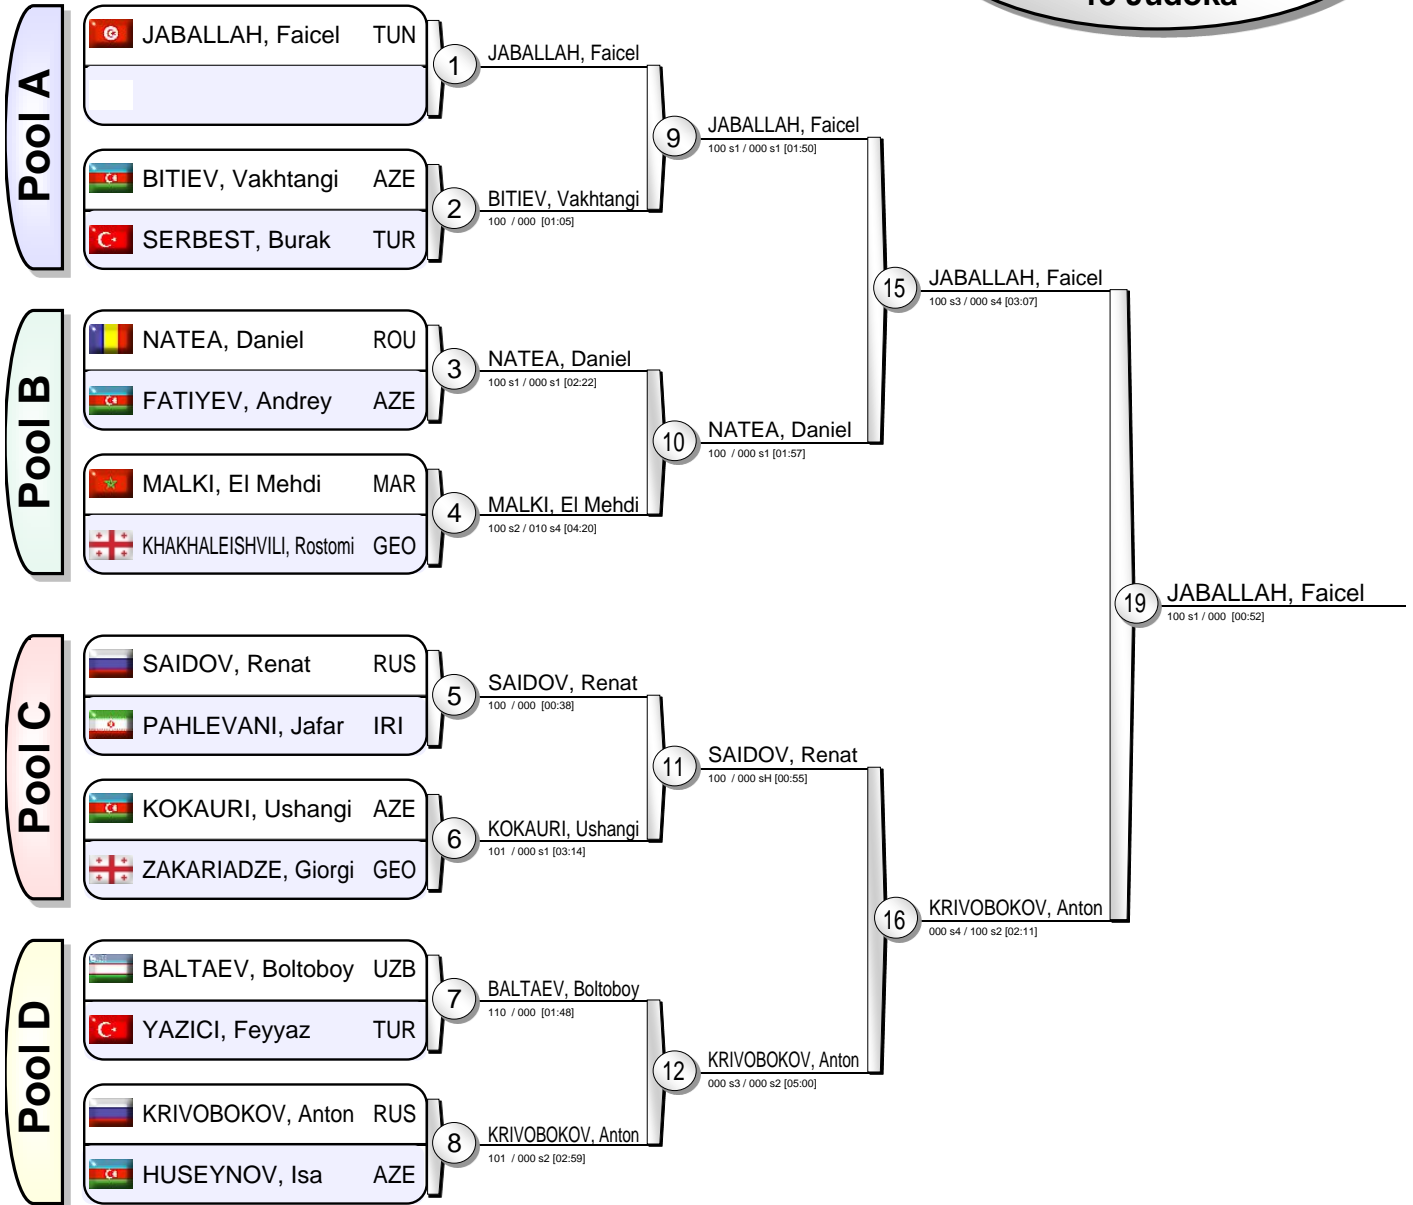 15 Judoka
Pool A
JABALLAH, Faicel TUN
BITIEV, Vakhtangi AZE
SERBEST, Burak TUR
Pool B
NATEA, Daniel ROU
FATIYEV, Andrey AZE
MALKI, El Mehdi MAR
KHAKHALEISHVILI, Rostomi GEO
Pool C
SAIDOV, Renat RUS
PAHLEVANI, Jafar IRI
KOKAURI, Ushangi AZE
ZAKARIADZE, Giorgi GEO
Pool D
BALTAEV, Boltoboy UZB
YAZICI, Feyyaz TUR
KRIVOBOKOV, Anton RUS
HUSEYNOV, Isa AZE
1
JABALLAH, Faicel
2
BITIEV, Vakhtangi
100 / 000 [01:05]
3
NATEA, Daniel
100 s1 / 000 s1 [02:22]
4
MALKI, El Mehdi
100 s2 / 010 s4 [04:20]
5
SAIDOV, Renat
100 / 000 [00:38]
6
KOKAURI, Ushangi
101 / 000 s1 [03:14]
7
BALTAEV, Boltoboy
110 / 000 [01:48]
8
KRIVOBOKOV, Anton
101 / 000 s2 [02:59]
9
JABALLAH, Faicel
100 s1 / 000 s1 [01:50]
10
NATEA, Daniel
100 / 000 s1 [01:57]
11
SAIDOV, Renat
100 / 000 sH [00:55]
12
KRIVOBOKOV, Anton
000 s3 / 000 s2 [05:00]
15
JABALLAH, Faicel
100 s3 / 000 s4 [03:07]
16
KRIVOBOKOV, Anton
000 s4 / 100 s2 [02:11]
19
JABALLAH, Faicel
100 s1 / 000 [00:52]